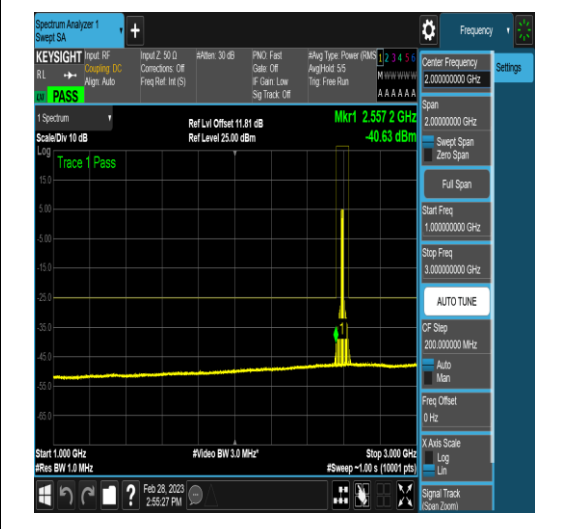 Spectrum Analyzer 1
Swept SA
+
Frequency
KEYSIGHT
RL
PASS
Input: RF
Coupling: DC
Align: Auto
Input Z: 50 Ω
Corrections: Off
Freq Ref: Int (S)
#Atten: 30 dB
PNO: Fast
Gate: Off
IF Gain: Low
Sig Track: Off
#Avg Type: Power (RMS
AvgHold: 5/5
Trig: Free Run
1 2 3 4 5 6
M W W W W W
A A A A A A
1 Spectrum
Scale/Div 10 dB
Ref Lvl Offset 11.81 dB
Ref Level 25.00 dBm
Mkr1 2.557 2 GHz
-40.63 dBm
Log
Trace 1 Pass
15.0
5.00
-5.00
-15.0
-25.0
-35.0
-45.0
-55.0
-65.0
1
Start 1.000 GHz
#Res BW 1.0 MHz
#Video BW 3.0 MHz*
Stop 3.000 GHz
#Sweep ~1.00 s (10001 pts)
Feb 28, 2023
2:55:27 PM
Center Frequency
2.000000000 GHz
Settings
Span
2.00000000 GHz
Swept Span
Zero Span
Full Span
Start Freq
1.000000000 GHz
Stop Freq
3.000000000 GHz
AUTO TUNE
CF Step
200.000000 MHz
Auto
Man
Freq Offset
0 Hz
X Axis Scale
Log
Lin
Signal Track
(Span Zoom)